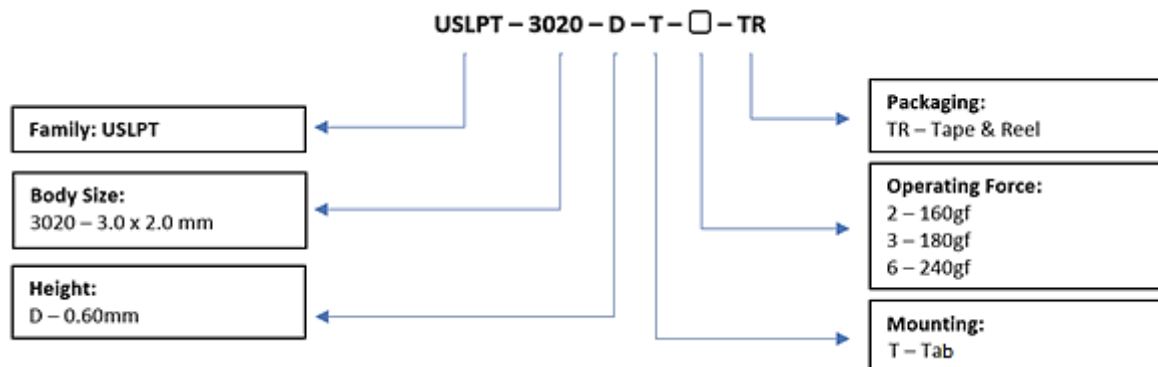 USLPT – 3020 – D – T – ▢ – TR
Family: USLPT
Body Size:
3020 – 3.0 x 2.0 mm
Height:
D – 0.60mm
Packaging:
TR – Tape & Reel
Operating Force:
2 – 160gf
3 – 180gf
6 – 240gf
Mounting:
T – Tab